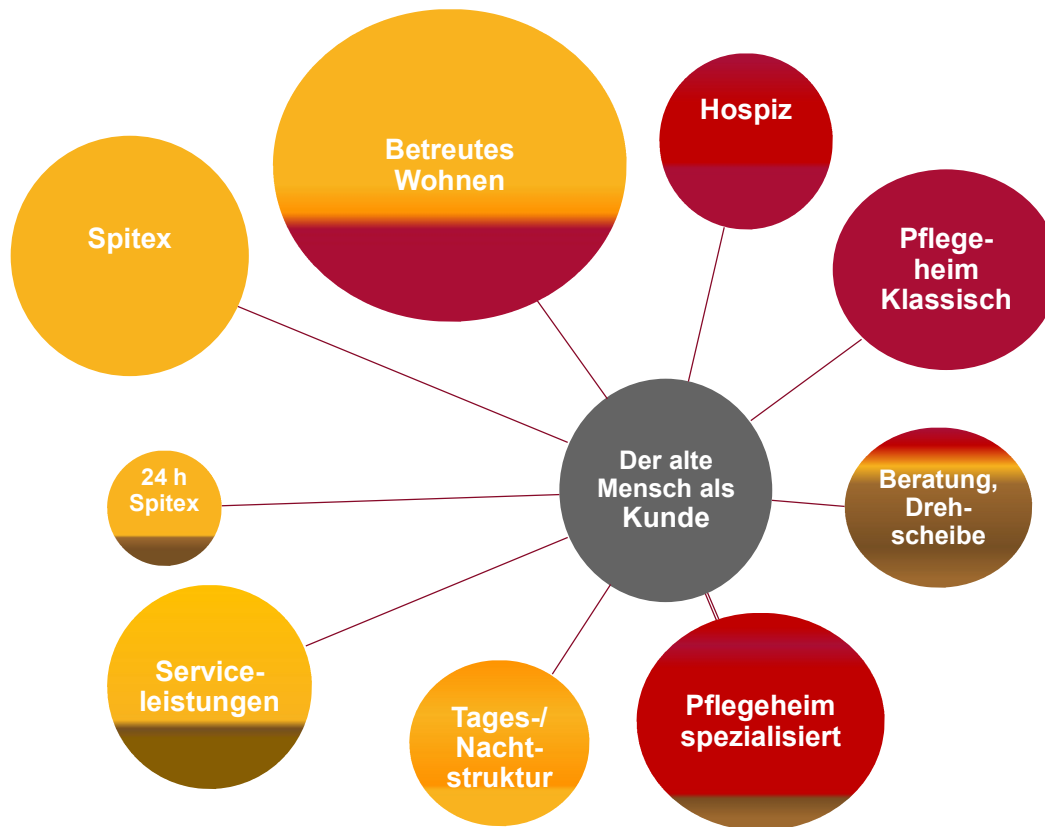 Betreutes
Wohnen
Hospiz
Spitex
Pflege-
heim
Klassisch
Der alte
Mensch als
Kunde
24 h
Spitex
Beratung,
Dreh-
scheibe
Service-
leistungen
Tages-/
Nacht-
struktur
Pflegeheim
spezialisiert